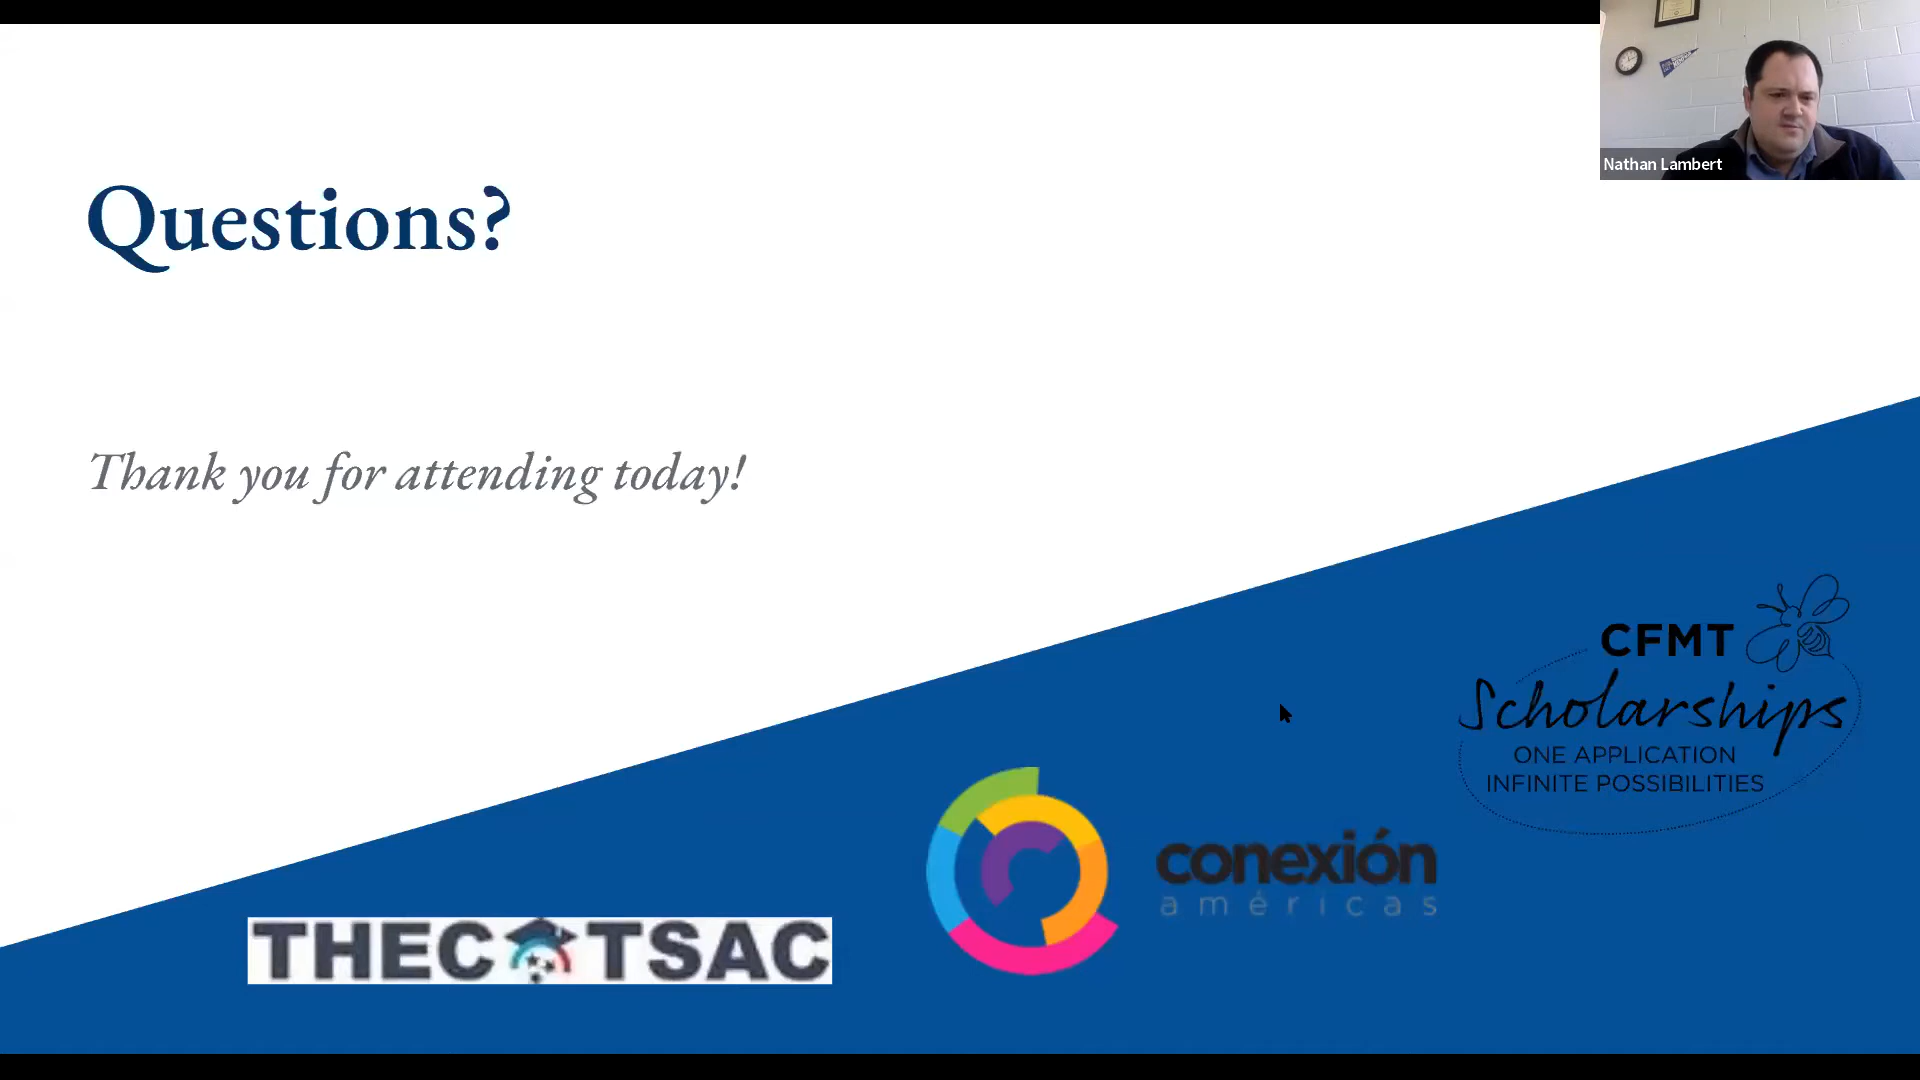 Nathan Lambert
Questions?
Thank you for attending today!
CFMT
Scholarships
ONE APPLICATION
INFINITE POSSIBILITIES
conexión
américas
THEC TSAC